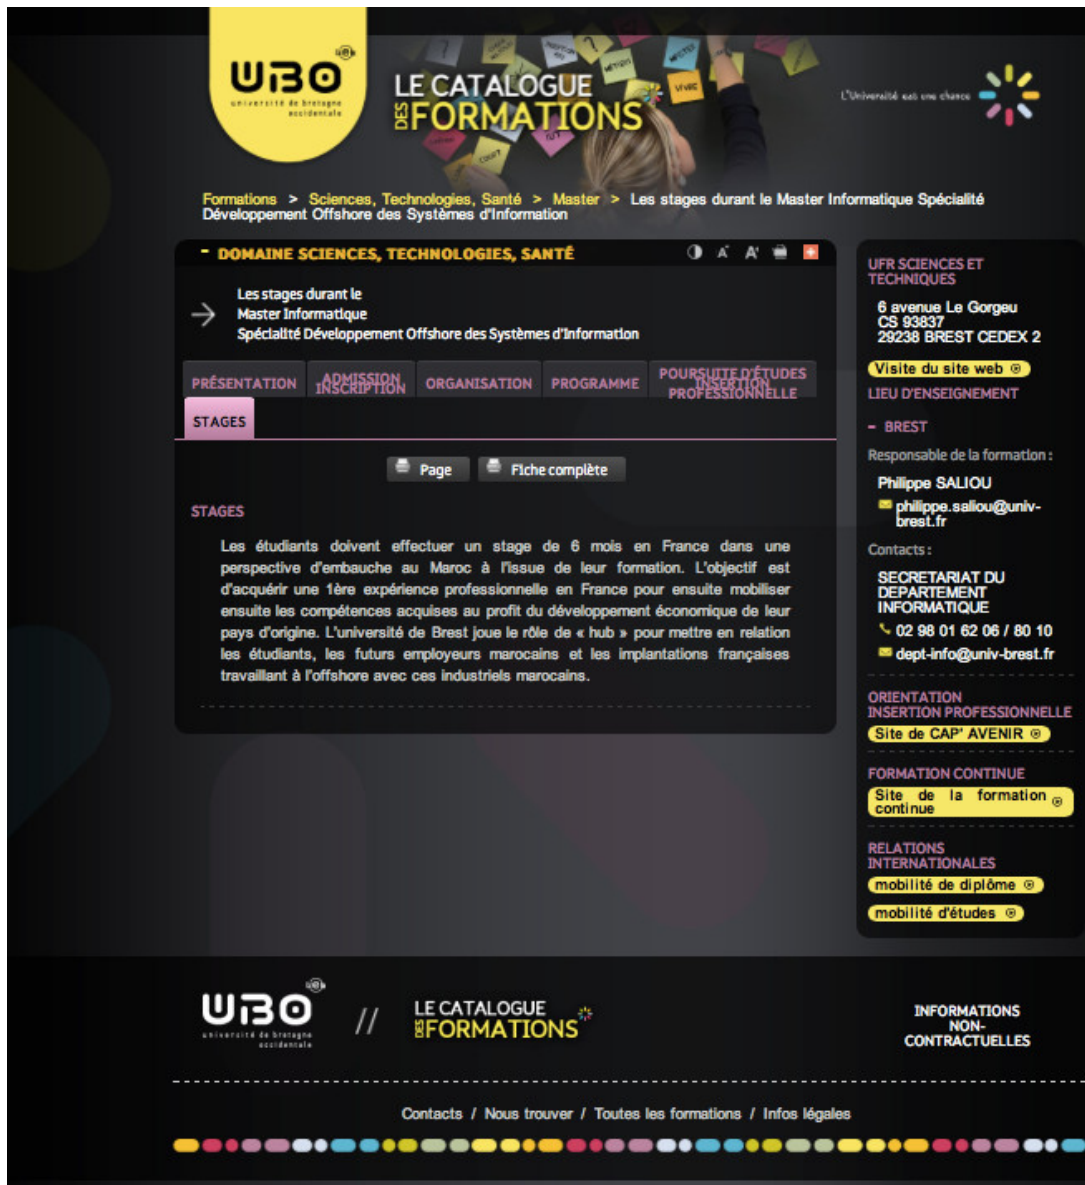 UBO
université de bretagne
occidentale
LE CATALOGUE
DES FORMATIONS
L'Université est une chance
Formations > Sciences, Technologies, Santé > Master > Les stages durant le Master Informatique Spécialité
Développement Offshore des Systèmes d'Information
- DOMAINE SCIENCES, TECHNOLOGIES, SANTÉ
Les stages durant le
Master Informatique
Spécialité Développement Offshore des Systèmes d'Information
PRÉSENTATION
ADMISSION
INSCRIPTION
ORGANISATION
PROGRAMME
POURSUITE D'ÉTUDES
INSERTION
PROFESSIONNELLE
STAGES
Page
Fiche complète
STAGES
Les étudiants doivent effectuer un stage de 6 mois en France dans une
perspective d'embauche au Maroc à l'issue de leur formation. L'objectif est
d'acquérir une 1ère expérience professionnelle en France pour ensuite mobiliser
ensuite les compétences acquises au profit du développement économique de leur
pays d'origine. L'université de Brest joue le rôle de « hub » pour mettre en relation
les étudiants, les futurs employeurs marocains et les implantations françaises
travaillant à l'offshore avec ces industriels marocains.
UFR SCIENCES ET
TECHNIQUES
6 avenue Le Gorgeu
CS 93837
29238 BREST CEDEX 2
Visite du site web
LIEU D'ENSEIGNEMENT
- BREST
Responsable de la formation :
Philippe SALIOU
philippe.saliou@univ-
brest.fr
Contacts :
SECRETARIAT DU
DEPARTEMENT
INFORMATIQUE
02 98 01 62 06 / 80 10
dept-info@univ-brest.fr
ORIENTATION
INSERTION PROFESSIONNELLE
Site de CAP' AVENIR
FORMATION CONTINUE
Site de la formation
continue
RELATIONS
INTERNATIONALES
mobilité de diplôme
mobilité d'études
UBO
université de bretagne
occidentale
//
LE CATALOGUE
DES FORMATIONS
INFORMATIONS
NON-
CONTRACTUELLES
Contacts / Nous trouver / Toutes les formations / Infos légales